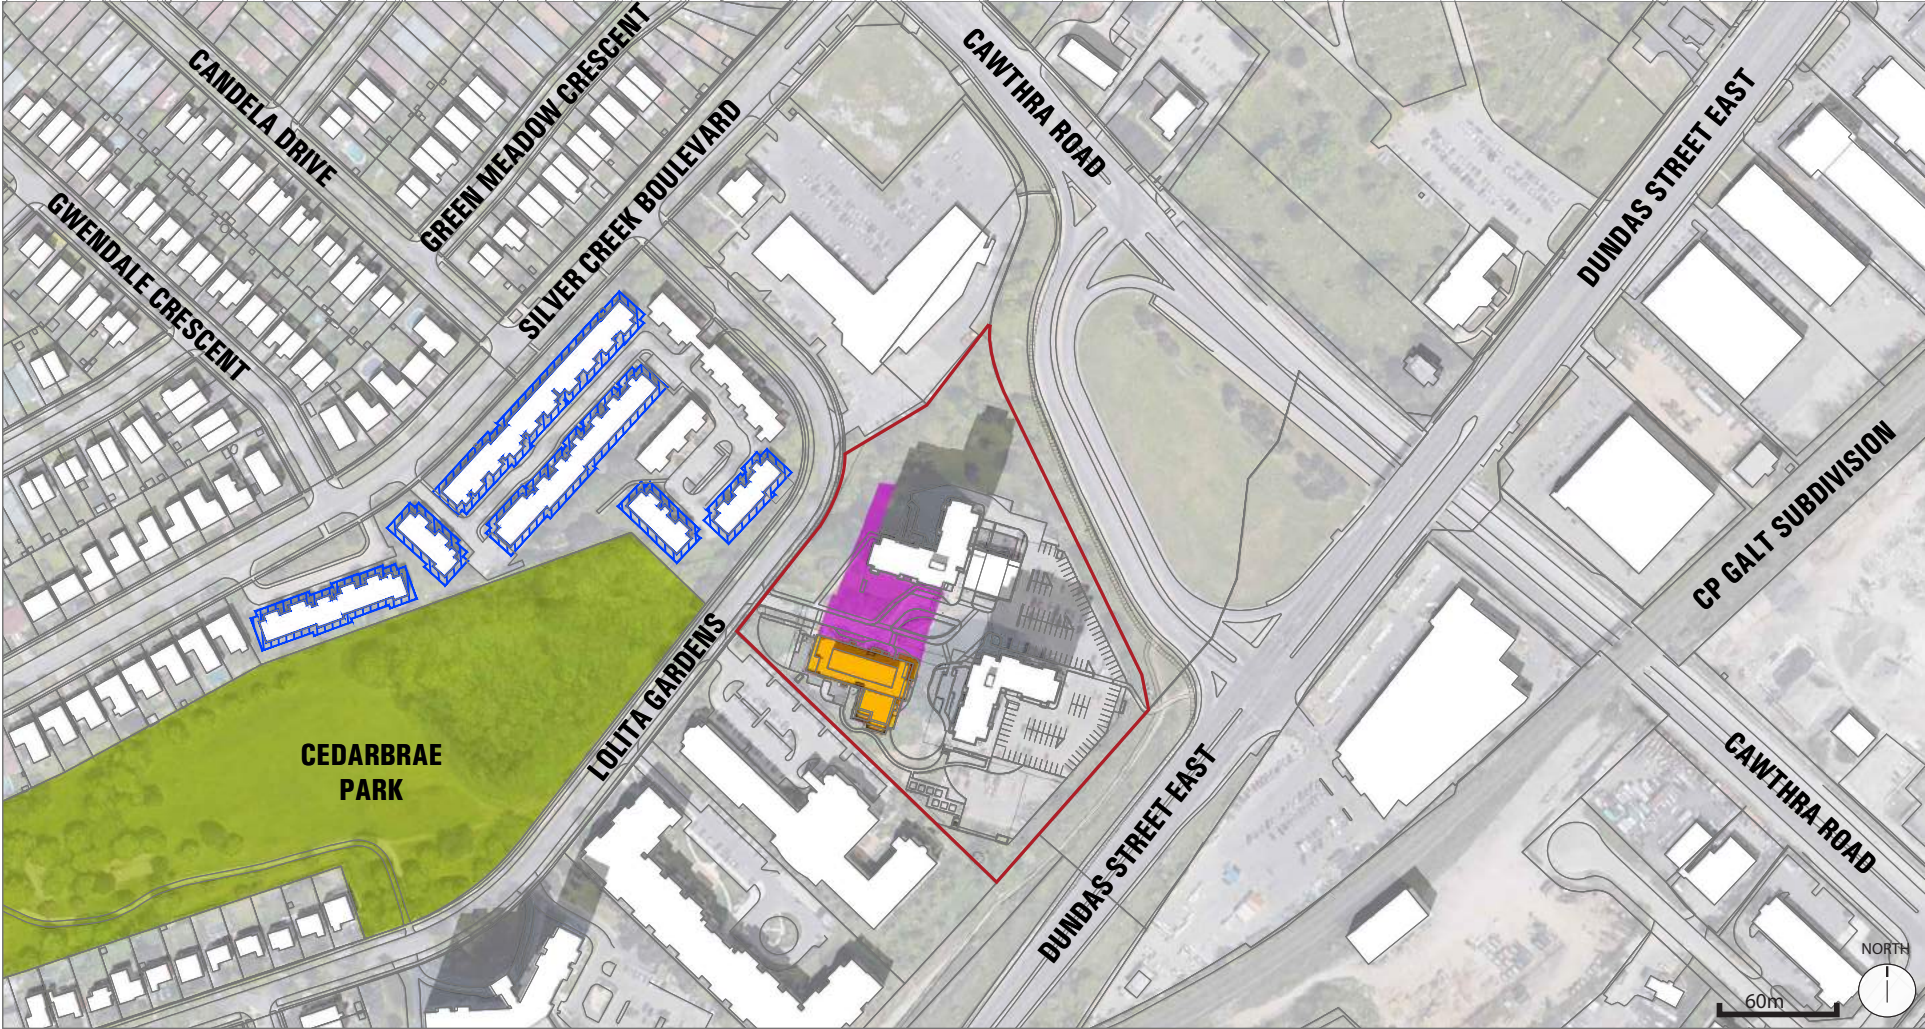 CANDELA DRIVE
GREEN MEADOW CRESCENT
CAWTHRA ROAD
SILVER CREEK BOULEVARD
DUNDAS STREET EAST
GWENDALE CRESCENT
CP GALT SUBDIVISION
LOLITA GARDENS
CEDARBRAE
PARK
DUNDAS STREET EAST
CAWTHRA ROAD
NORTH
60m